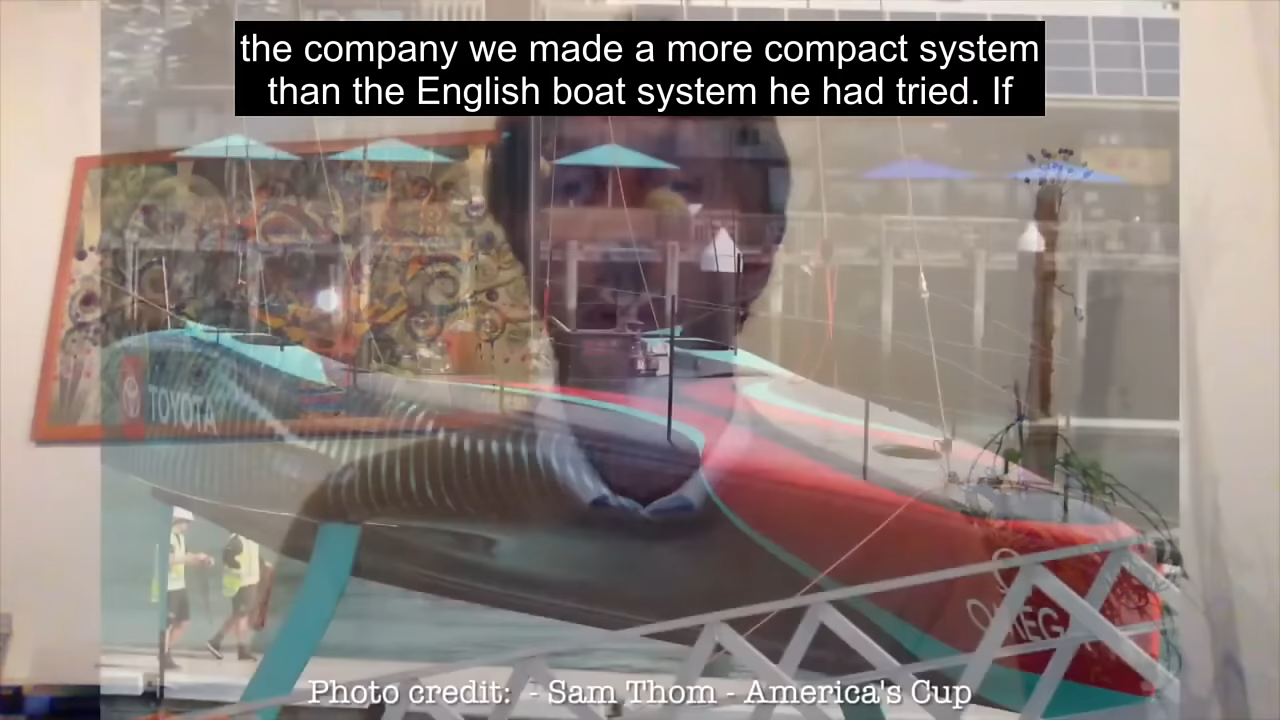 the company we made a more compact system
than the English boat system he had tried. If
TOYOTA
Photo credit: - Sam Thom - America's Cup